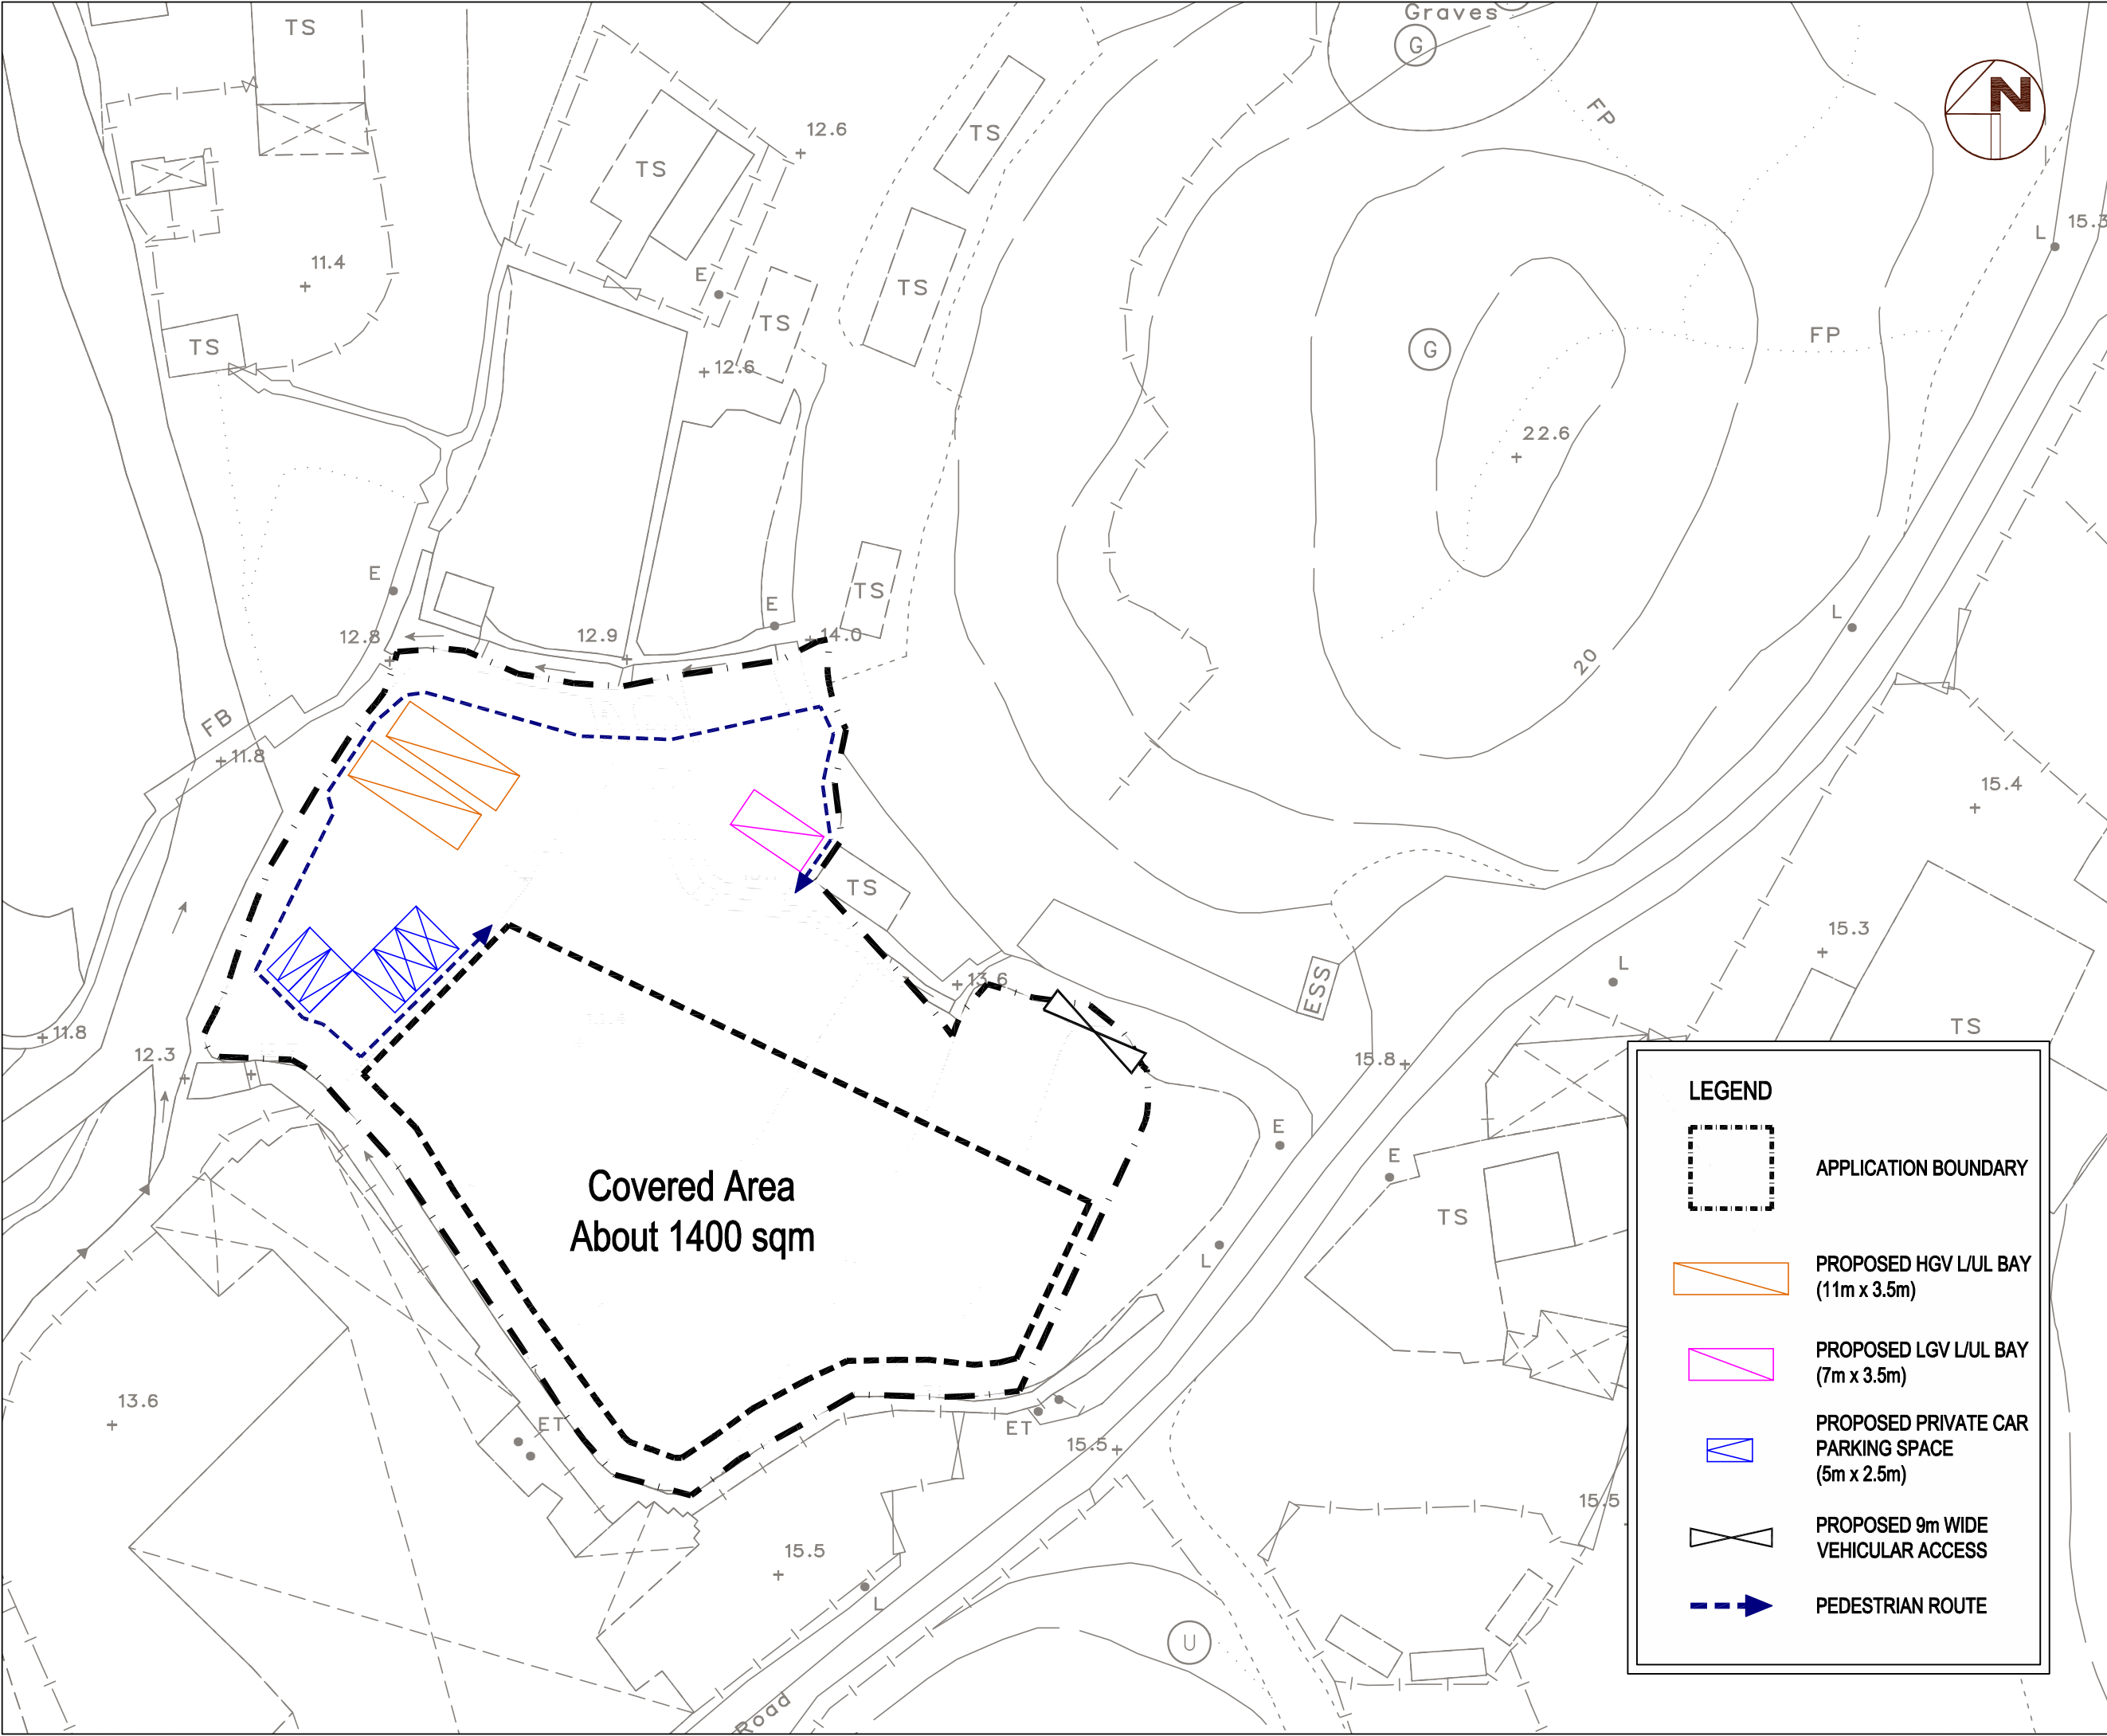 Graves
TS
G
N
FP
12.6
TS
TS
15.3
L
11.4
E
TS
TS
FP
TS
G
12.6
22.6
E
TS
E
L
12.8
12.9
14.0
20
FB
11.8
15.4
TS
15.3
L
13.6
ESS
11.8
12.3
15.8
TS
E
E
Covered Area
About 1400 sqm
TS
L
13.6
ET
ET
15.5
15.5
15.5
L
U
Road
LEGEND
APPLICATION BOUNDARY
PROPOSED HGV L/UL BAY
(11m x 3.5m)
PROPOSED LGV L/UL BAY
(7m x 3.5m)
PROPOSED PRIVATE CAR
PARKING SPACE
(5m x 2.5m)
PROPOSED 9m WIDE
VEHICULAR ACCESS
PEDESTRIAN ROUTE